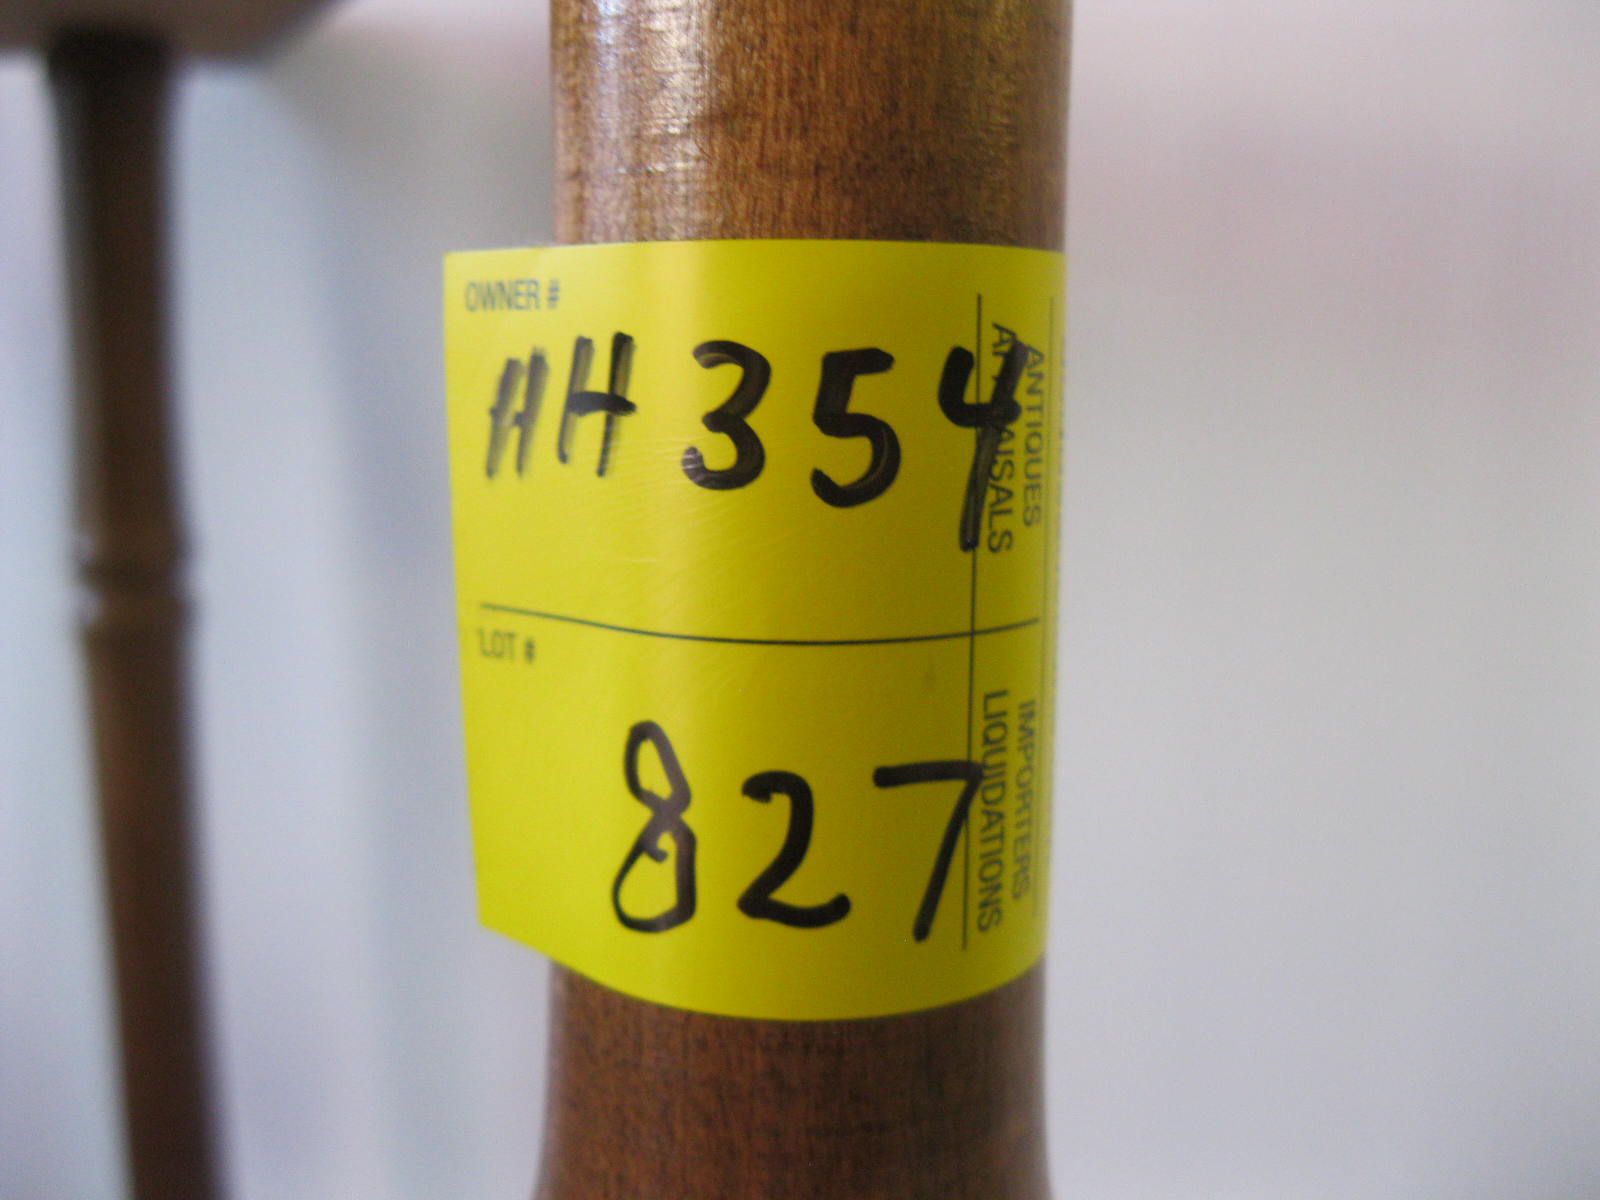 OWNER #
HH354
LOT #
827
ANTIQUES
APPRAISALS
IMPORTERS
LIQUIDATIONS